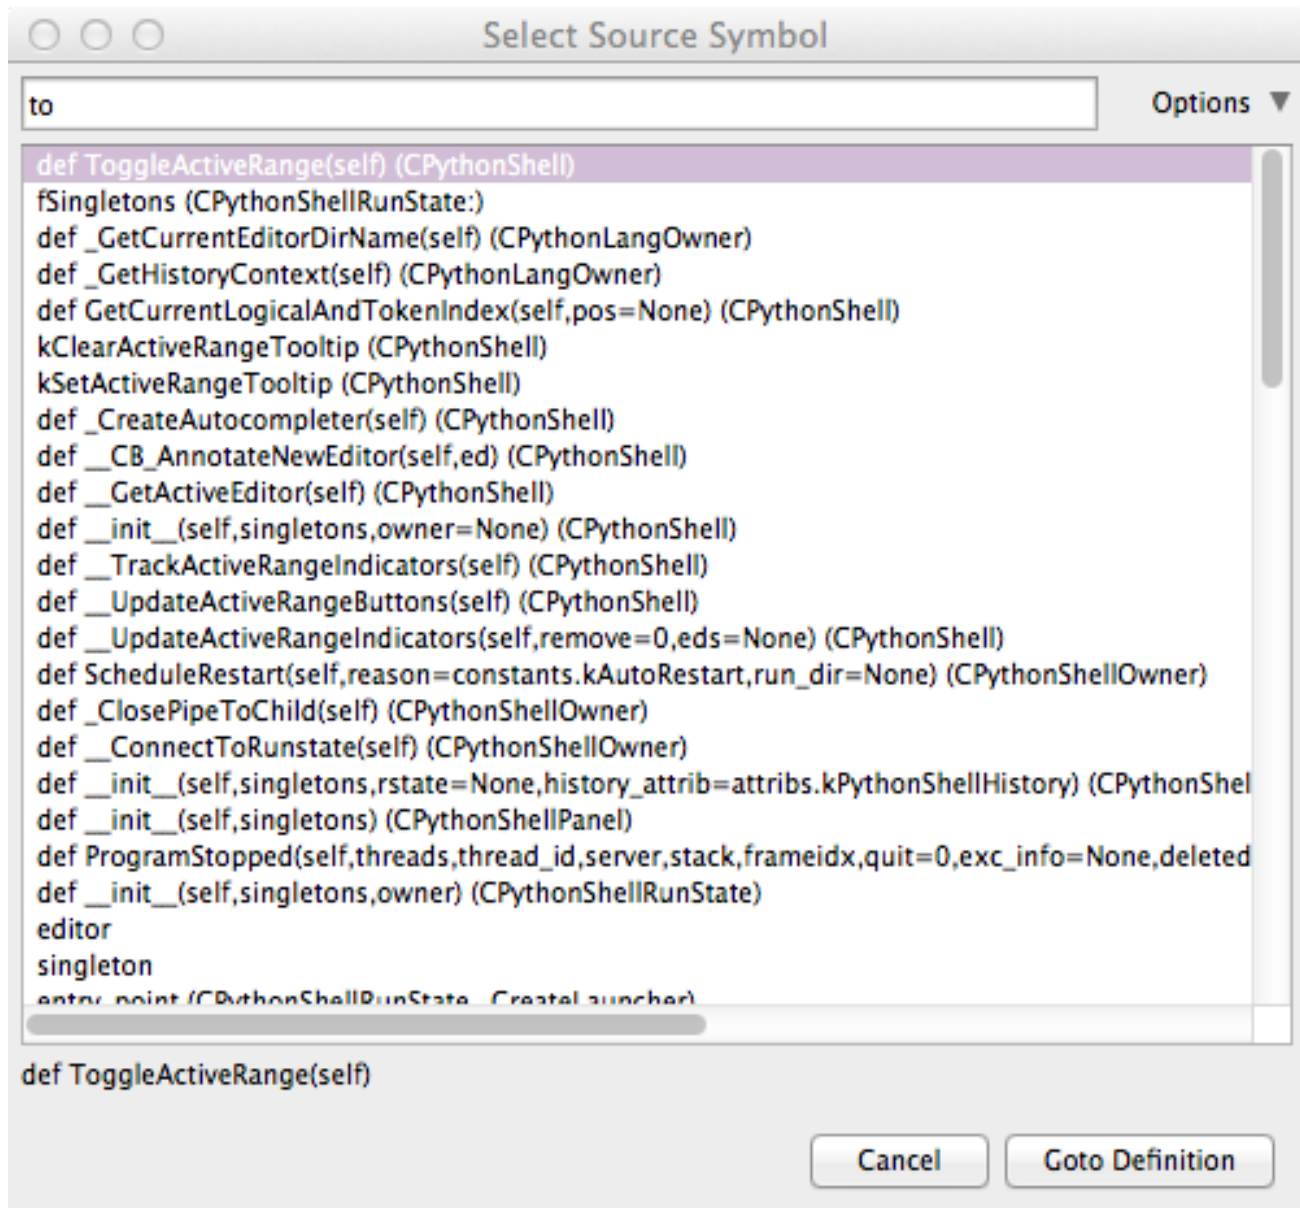 Select Source Symbol
to
Options
def ToggleActiveRange(self) (CPythonShell)
fSingletons (CPythonShellRunState:)
def _GetCurrentEditorDirName(self) (CPythonLangOwner)
def _GetHistoryContext(self) (CPythonLangOwner)
def GetCurrentLogicalAndTokenIndex(self,pos=None) (CPythonShell)
kClearActiveRangeTooltip (CPythonShell)
kSetActiveRangeTooltip (CPythonShell)
def _CreateAutocompleter(self) (CPythonShell)
def __CB_AnnotateNewEditor(self,ed) (CPythonShell)
def __GetActiveEditor(self) (CPythonShell)
def __init__(self,singletons,owner=None) (CPythonShell)
def __TrackActiveRangeIndicators(self) (CPythonShell)
def __UpdateActiveRangeButtons(self) (CPythonShell)
def __UpdateActiveRangeIndicators(self,remove=0,eds=None) (CPythonShell)
def ScheduleRestart(self,reason=constants.kAutoRestart,run_dir=None) (CPythonShellOwner)
def _ClosePipeToChild(self) (CPythonShellOwner)
def __ConnectToRunstate(self) (CPythonShellOwner)
def __init__(self,singletons,rstate=None,history_attrib=attribs.kPythonShellHistory) (CPythonShel
def __init__(self,singletons) (CPythonShellPanel)
def ProgramStopped(self,threads,thread_id,server,stack,frameidx,quit=0,exc_info=None,deleted
def __init__(self,singletons,owner) (CPythonShellRunState)
editor
singleton
entry_point (CPythonShellRunState._CreateLauncher)
def ToggleActiveRange(self)
Cancel
Goto Definition